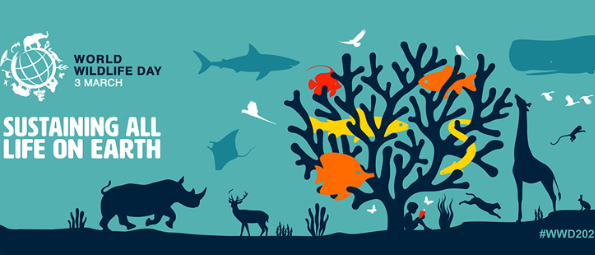 WORLD
WILDLIFE DAY
3 MARCH
SUSTAINING ALL
LIFE ON EARTH
#WWD202